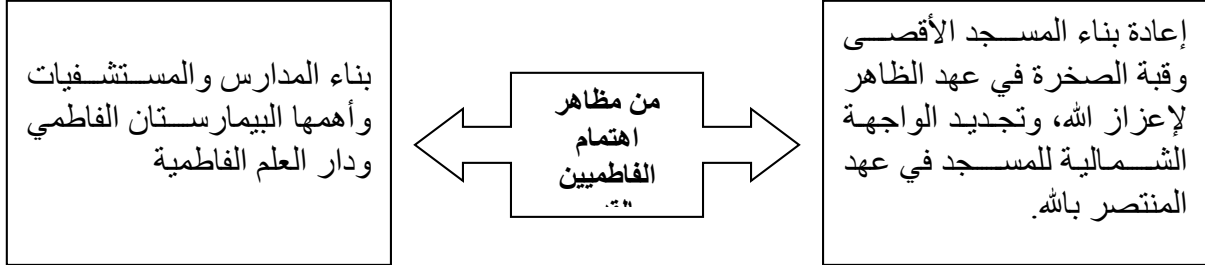 إعادة بناء المسجد الأقصى
وقبة الصخرة في عهد الظاهر
لإعزاز الله، وتجديد الواجهة
الشمالية للمسجد في عهد
المنتصر بالله.
من مظاهر
اهتمام
الفاطميين
بناء المدارس والمستشفيات
وأهمها البيمارستان الفاطمي
ودار العلم الفاطمية